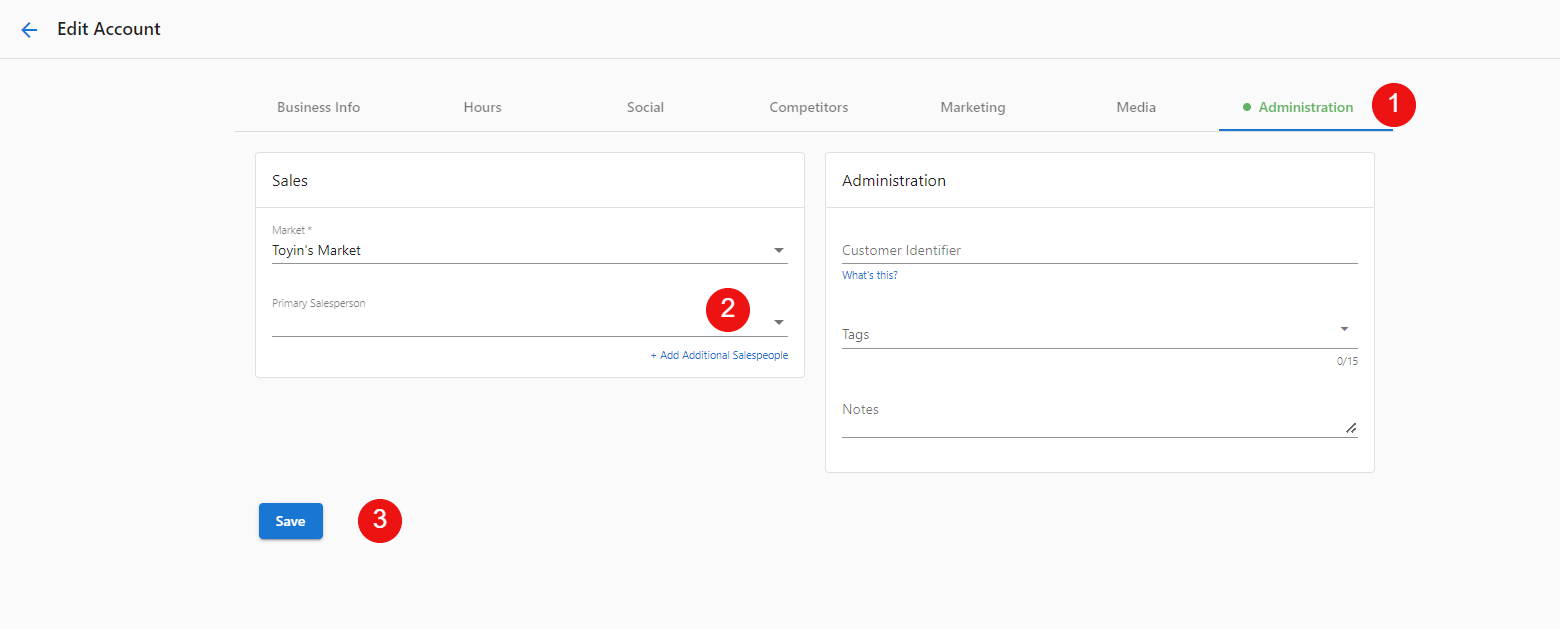 Edit Account
Business Info Hours Social Competitors Marketing Media Administration 1
Sales
Market *
Toyin's Market
Primary Salesperson
2
+ Add Additional Salespeople
Administration
Customer Identifier
What's this?
Tags
0/15
Notes
Save 3